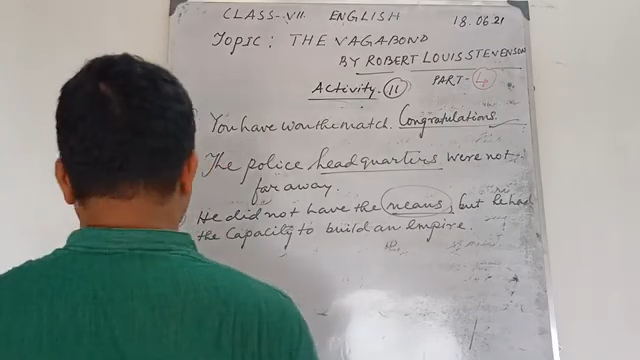 CLASS-VII ENGLISH 18.06.21
TOPIC: THE VAGABOND
BY ROBERT LOUIS STEVENSON
Activity-11 PART-4
You have won the match. Congratulations.
The police headquarters were not
far away.
He did not have the means, but he had
the capacity to build an empire.